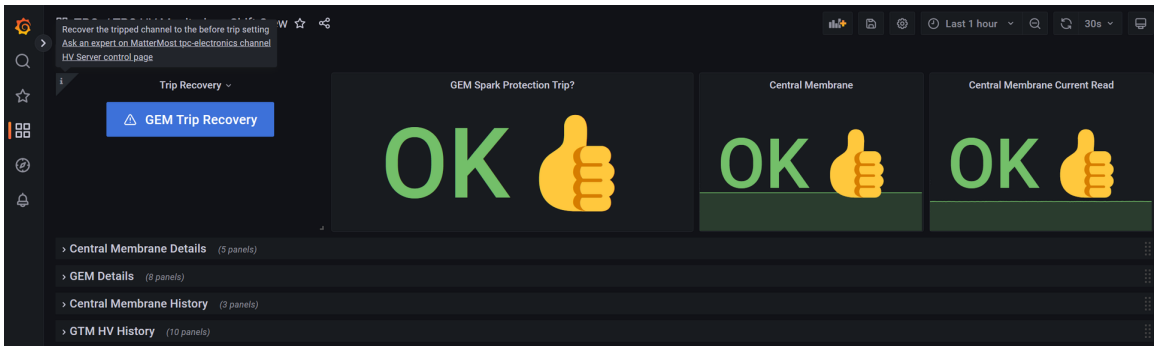 Crew
Last 1 hour
30s
Recover the tripped channel to the before trip setting
Ask an expert on MatterMost tpc-electronics channel
HV Server control page
i
Trip Recovery
GEM Trip Recovery
GEM Spark Protection Trip?
OK
Central Membrane
OK
Central Membrane Current Read
OK
Central Membrane Details (5 panels)
GEM Details (8 panels)
Central Membrane History (3 panels)
GTM HV History (10 panels)